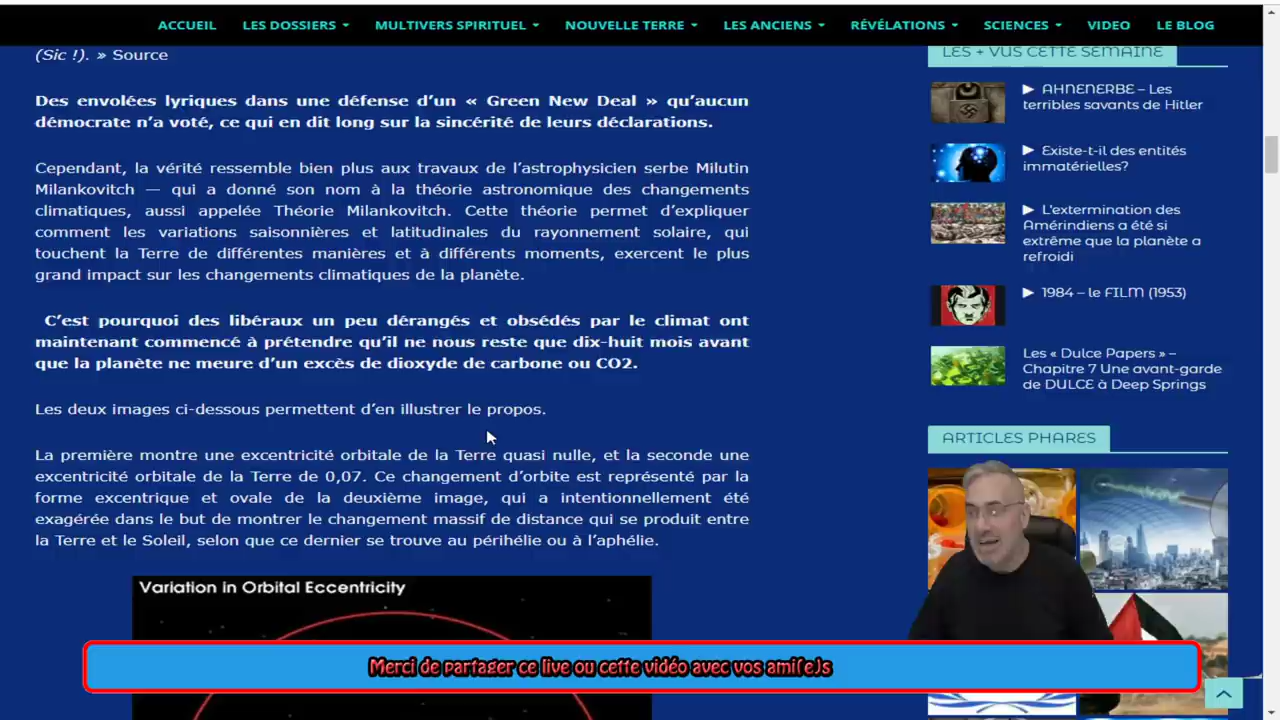 ACCUEIL LES DOSSIERS MULTIVERS SPIRITUEL NOUVELLE TERRE LES ANCIENS RÉVÉLATIONS SCIENCES VIDEO LE BLOG
(Sic !). » Source
Des envolées lyriques dans une défense d’un « Green New Deal » qu’aucun
démocrate n’a voté, ce qui en dit long sur la sincérité de leurs déclarations.
Cependant, la vérité ressemble bien plus aux travaux de l’astrophysicien serbe Milutin
Milankovitch — qui a donné son nom à la théorie astronomique des changements
climatiques, aussi appelée Théorie Milankovitch. Cette théorie permet d’expliquer
comment les variations saisonnières et latitudinales du rayonnement solaire, qui
touchent la Terre de différentes manières et à différents moments, exercent le plus
grand impact sur les changements climatiques de la planète.
C’est pourquoi des libéraux un peu dérangés et obsédés par le climat ont
maintenant commencé à prétendre qu’il ne nous reste que dix-huit mois avant
que la planète ne meure d’un excès de dioxyde de carbone ou CO2.
Les deux images ci-dessous permettent d’en illustrer le propos.
La première montre une excentricité orbitale de la Terre quasi nulle, et la seconde une
excentricité orbitale de la Terre de 0,07. Ce changement d’orbite est représenté par la
forme excentrique et ovale de la deuxième image, qui a intentionnellement été
exagérée dans le but de montrer le changement massif de distance qui se produit entre
la Terre et le Soleil, selon que ce dernier se trouve au périhélie ou à l’aphélie.
Variation in Orbital Eccentricity
LES + VUS CETTE SEMAINE
► AHNENERBE – Les
terribles savants de Hitler
► Existe-t-il des entités
immatérielles?
► L'extermination des
Amérindiens a été si
extrême que la planète a
refroidi
► 1984 – le FILM (1953)
Les « Dulce Papers » –
Chapitre 7 Une avant-garde
de DULCE à Deep Springs
ARTICLES PHARES
Merci de partager ce live ou cette vidéo avec vos ami(e)s